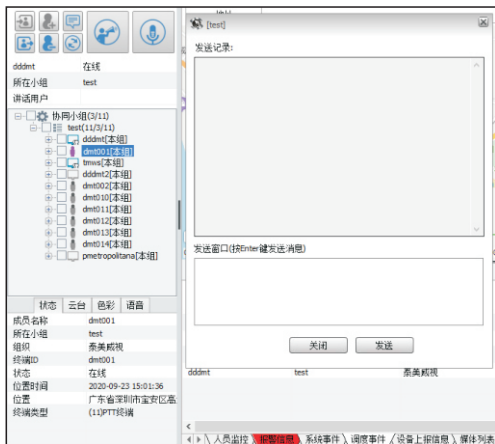 dddmt 在线
所在小组 test
讲话用户
协同小组(3/11)
test(11/3/11)
dddmt[本组]
dmt001[本组]
tmws[本组]
dddmt2[本组]
dmt002[本组]
dmt010[本组]
dmt011[本组]
dmt012[本组]
dmt013[本组]
dmt014[本组]
pmetropolitana[本组]
状态 云台 色彩 语音
成员名称 dmt001
所在小组 test
组织 泰美威视
终端ID dmt001
状态 在线
位置时间 2020-09-23 15:01:36
位置 广东省深圳市宝安区高
终端类型 (11)PTT终端
[test]
发送记录:
发送窗口(按Enter键发送消息)
关闭 发送
dddmt test 泰美威视
人员监控 报警信息 系统事件 调度事件 设备上报信息 媒体列表